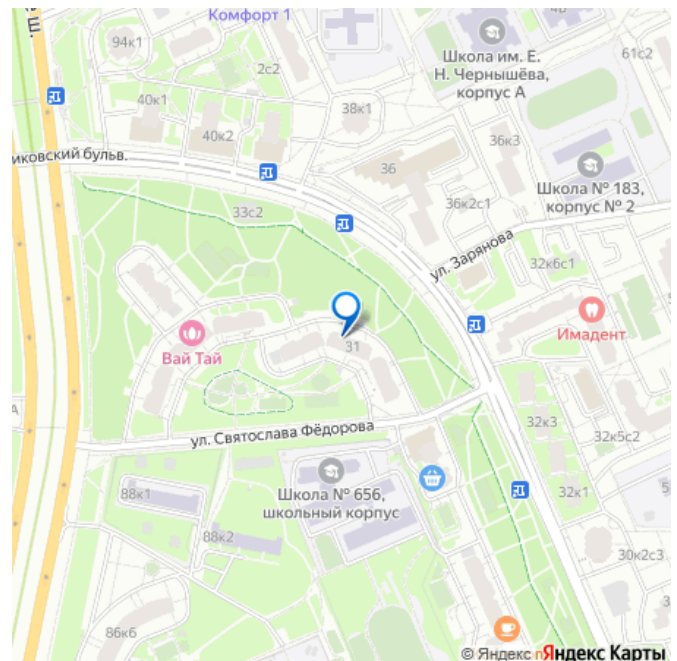 Комфорт 1
94к1
2с2
Школа им. Е.
Н. Чернышёва,
корпус А
61с2
40к1
38к1
40к2
36
36к3
бульв.
Школа № 183,
корпус № 2
33с2
36к2с1
ул. Зарянова
32к6с1
Имадент
Вай Тай
31
ул. Святослава Фёдорова
32к3
32к5с2
88к1
Школа № 656,
школьный корпус
32к1
88к2
30к2с3
86к6
© Яндекс Яндекс Карты